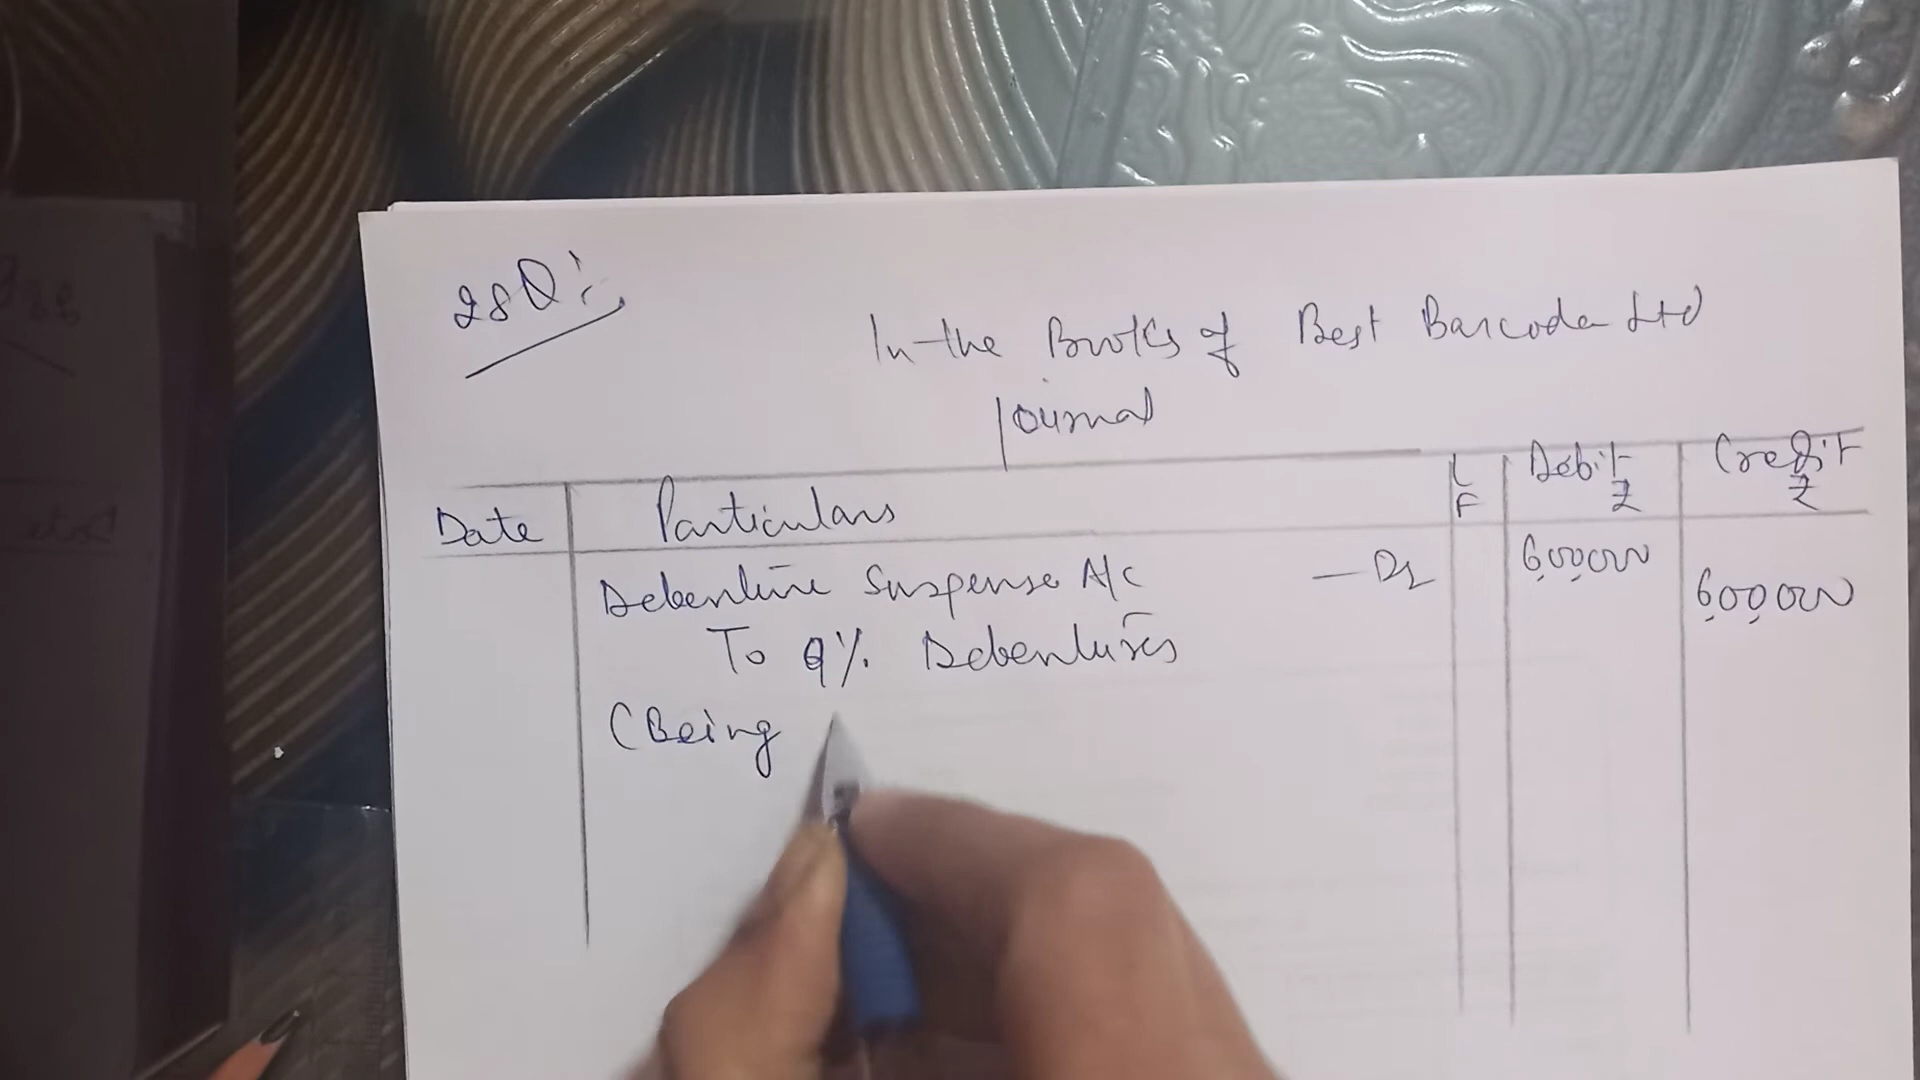 28Q:
In the Books of Best Barcode Ltd
Journal
Date Particulars LF Debit ₹ Credit ₹
Debenture Suspense A/c — Dr 6,00,000
To 9% Debentures 6,00,000
(Being